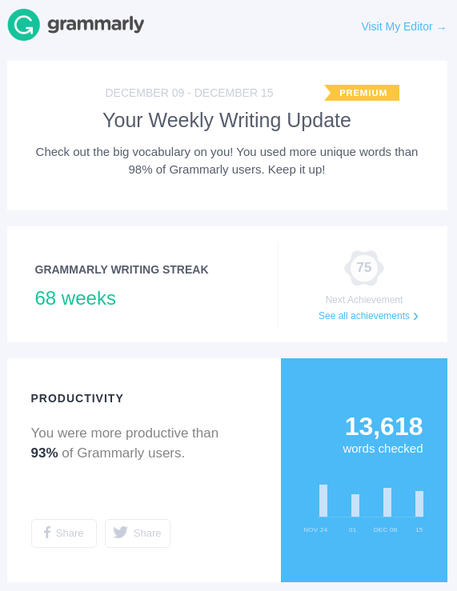 grammarly
Visit My Editor →
DECEMBER 09 - DECEMBER 15
PREMIUM
Your Weekly Writing Update
Check out the big vocabulary on you! You used more unique words than
98% of Grammarly users. Keep it up!
GRAMMARLY WRITING STREAK
68 weeks
75
Next Achievement
See all achievements ›
PRODUCTIVITY
You were more productive than
93% of Grammarly users.
Share
Share
13,618
words checked
NOV 24 01 DEC 08 15